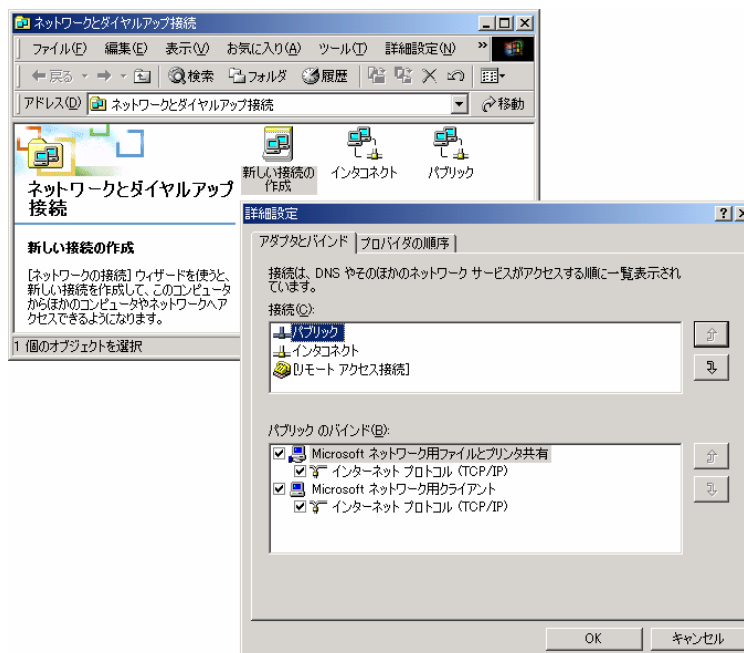 ネットワークとダイヤルアップ接続
ファイル(F) 編集(E) 表示(V) お気に入り(A) ツール(T) 詳細設定(N) »
戻る 検索 フォルダ 履歴
アドレス(D) ネットワークとダイヤルアップ接続 移動
ネットワークとダイヤルアップ
接続
新しい接続の作成
[ネットワークの接続] ウィザードを使うと、
新しい接続を作成して、このコンピュータ
からほかのコンピュータやネットワークへア
クセスできるようになります。
1 個のオブジェクトを選択
新しい接続の
作成
インタコネクト
パブリック
詳細設定
アダプタとバインド プロバイダの順序
接続は、DNS やそのほかのネットワーク サービスがアクセスする順に一覧表示され
ています。
接続(C):
パブリック
インタコネクト
[リモート アクセス接続]
パブリック のバインド(B):
Microsoft ネットワーク用ファイルとプリンタ共有
インターネット プロトコル (TCP/IP)
Microsoft ネットワーク用クライアント
インターネット プロトコル (TCP/IP)
OK キャンセル